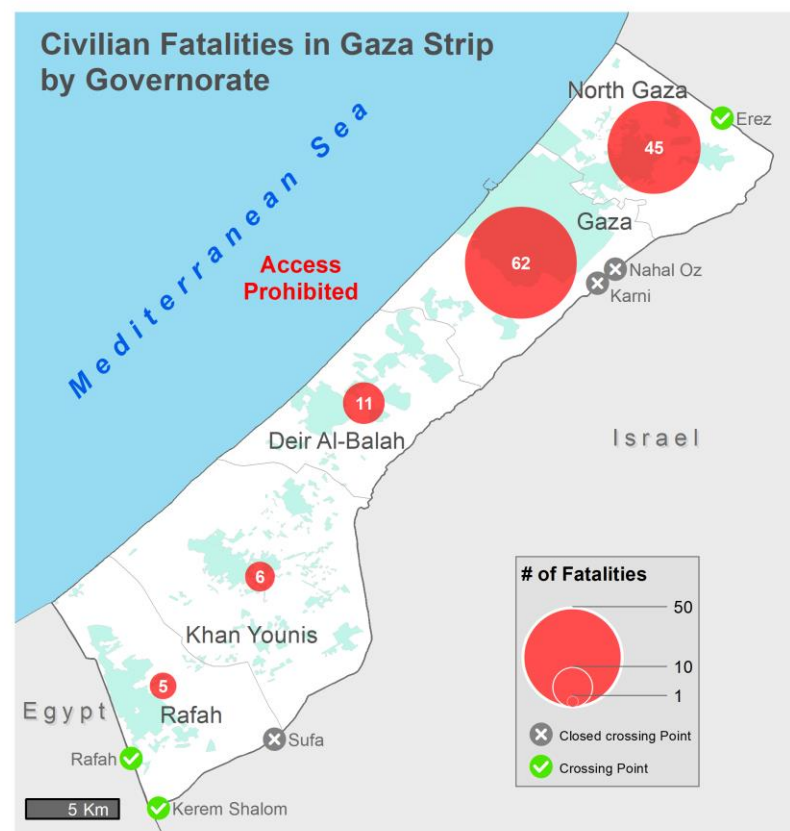 Civilian Fatalities in Gaza Strip
by Governorate
Mediterranean Sea
Access
Prohibited
North Gaza
Erez
45
Gaza
62
Nahal Oz
Karni
11
Deir Al-Balah
Israel
6
Khan Younis
5
Rafah
Egypt
Sufa
Rafah
Kerem Shalom
5 Km
# of Fatalities
50
10
1
Closed crossing Point
Crossing Point